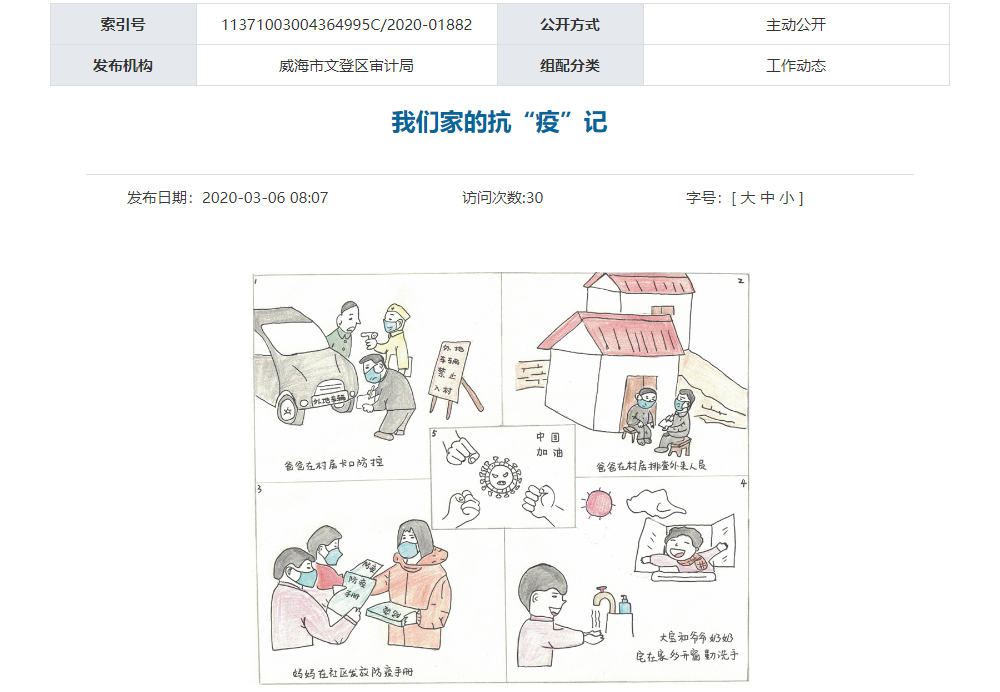 索引号 11371003004364995C/2020-01882 公开方式 主动公开
发布机构 威海市文登区审计局 组配分类 工作动态
我们家的抗“疫”记
发布日期：2020-03-06 08:07 访问次数:30 字号：[ 大 中 小 ]
1
外地
车辆
禁止
入村
外地车辆
爸爸在村居卡口防控
2
爸爸在村居排查外来人员
5
中国
加油
3
防疫
防疫
手册
妈妈在社区发放防疫手册
4
大宝和爷爷奶奶
宅在家多开窗勤洗手